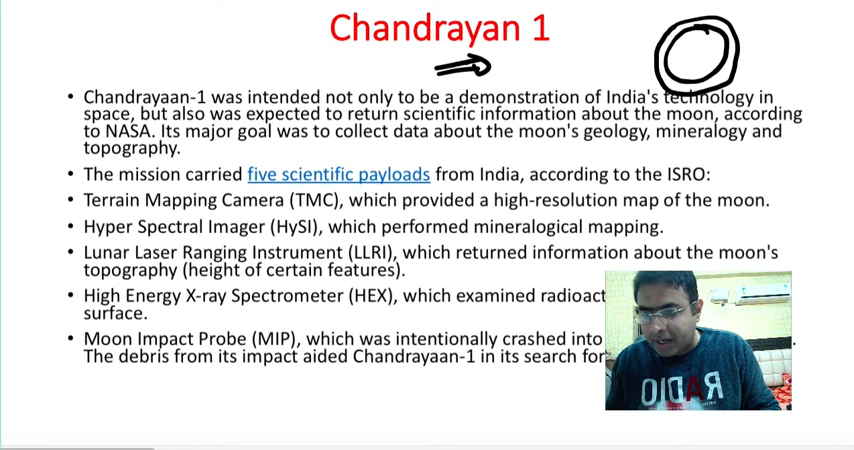 Chandrayan 1
• Chandrayaan-1 was intended not only to be a demonstration of India's technology in
space, but also was expected to return scientific information about the moon, according
to NASA. Its major goal was to collect data about the moon's geology, mineralogy and
topography.
• The mission carried five scientific payloads from India, according to the ISRO:
• Terrain Mapping Camera (TMC), which provided a high-resolution map of the moon.
• Hyper Spectral Imager (HySI), which performed mineralogical mapping.
• Lunar Laser Ranging Instrument (LLRI), which returned information about the moon's
topography (height of certain features).
• High Energy X-ray Spectrometer (HEX), which examined radioact
surface.
• Moon Impact Probe (MIP), which was intentionally crashed into
The debris from its impact aided Chandrayaan-1 in its search for
RADIO